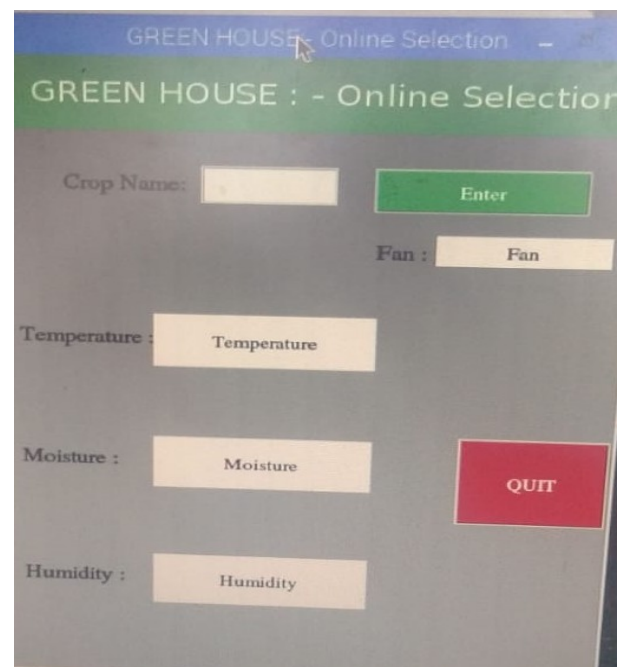 GREEN HOUSE - Online Selection
GREEN HOUSE : - Online Selection
Crop Name:
Enter
Fan : Fan
Temperature : Temperature
Moisture : Moisture
QUIT
Humidity : Humidity